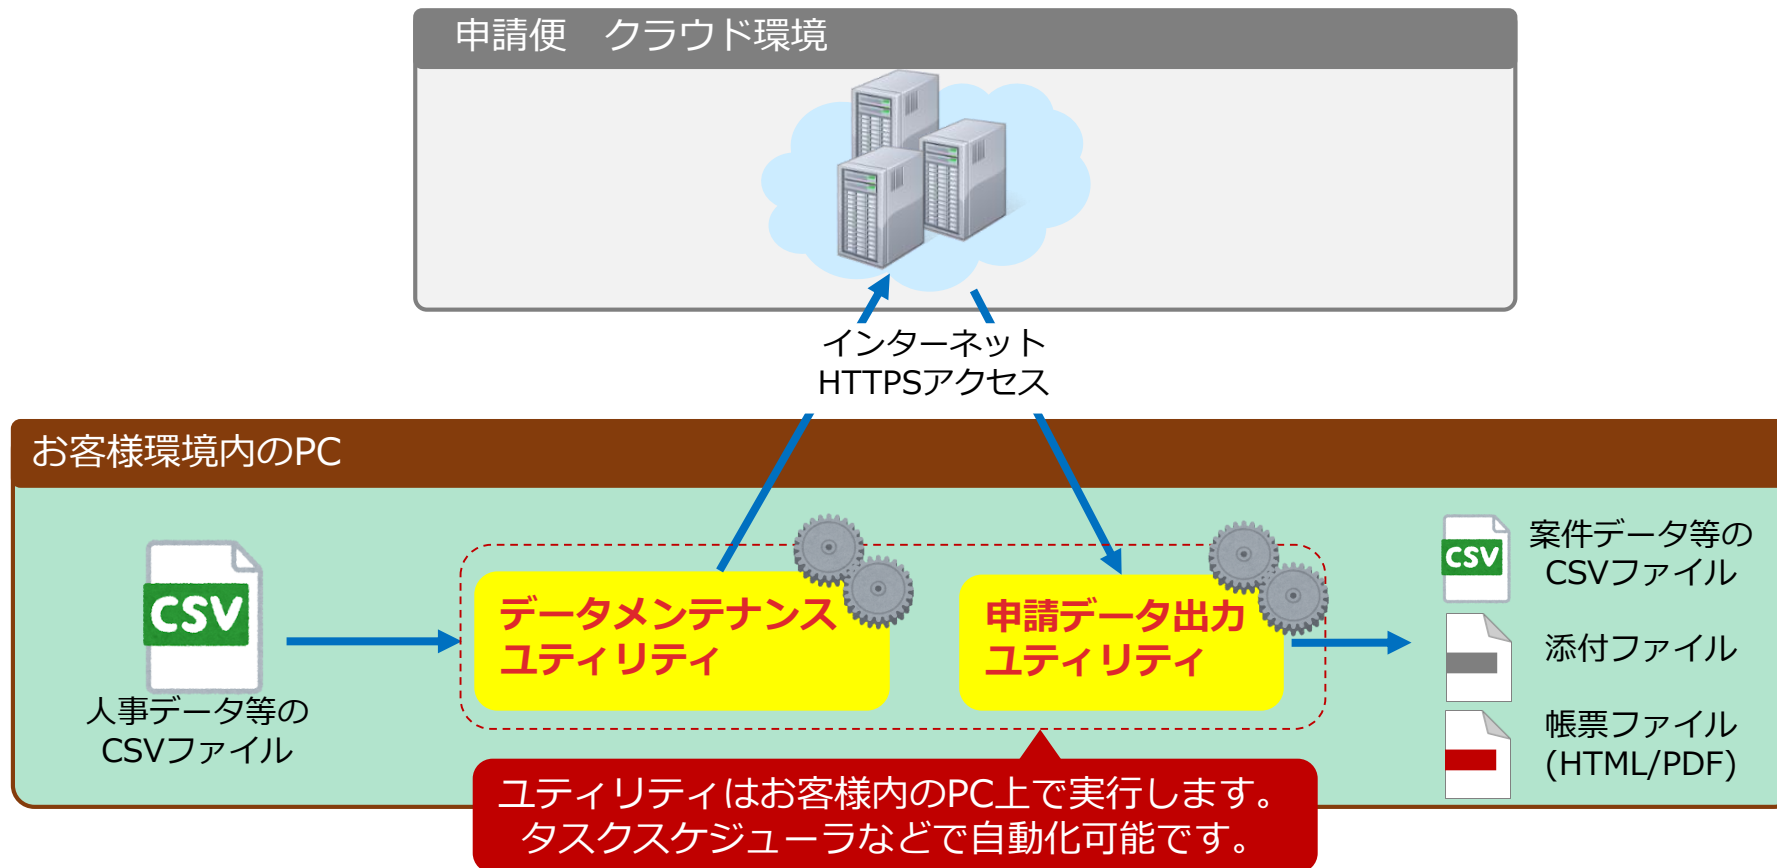 申請便　クラウド環境
インターネット
HTTPSアクセス
お客様環境内のPC
CSV
人事データ等の
CSVファイル
データメンテナンス
ユティリティ
申請データ出力
ユティリティ
CSV
案件データ等の
CSVファイル
添付ファイル
帳票ファイル
(HTML/PDF)
ユティリティはお客様内のPC上で実行します。
タスクスケジューラなどで自動化可能です。